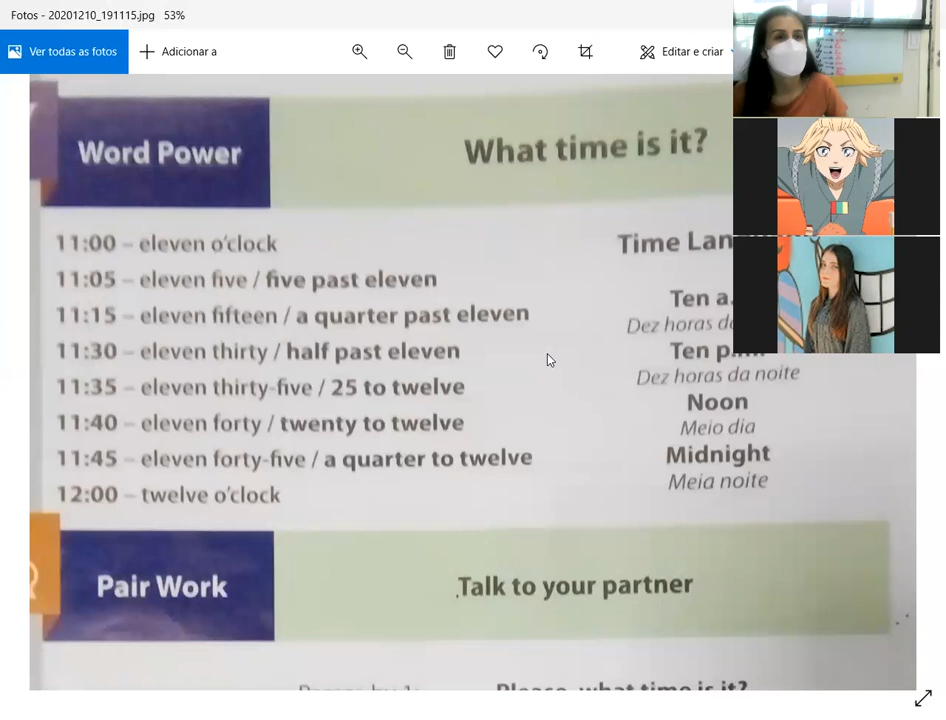 Fotos - 20201210_191115.jpg 53%
Ver todas as fotos
Adicionar a
Editar e criar
Word Power
What time is it?
11:00 – eleven o'clock
11:05 – eleven five / five past eleven
11:15 – eleven fifteen / a quarter past eleven
11:30 – eleven thirty / half past eleven
11:35 – eleven thirty-five / 25 to twelve
11:40 – eleven forty / twenty to twelve
11:45 – eleven forty-five / a quarter to twelve
12:00 – twelve o'clock
Time
Ten
Dez horas
Ten
Dez horas da noite
Noon
Meio dia
Midnight
Meia noite
Pair Work
Talk to your partner
Please, what time is it?